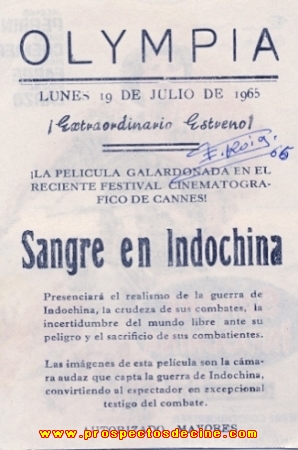 OLYMPIA
LUNES 19 DE JULIO DE 1965
¡Extraordinario Estreno!
65
¡LA PELICULA GALARDONADA EN EL
RECIENTE FESTIVAL CINEMATOGRA-
FICO DE CANNES!
Sangre en Indochina
Presenciará el realismo de la guerra de
Indochina, la crudeza de sus combates, la
incertidumbre del mundo libre ante su
peligro y el sacrificio de sus combatientes.
Las imágenes de esta película son la cáma-
ra audaz que capta la guerra de Indochina,
convirtiendo al espectador en excepcional
testigo del combate.
AUTORIZADO MAYORES
www.prospectosdecine.com